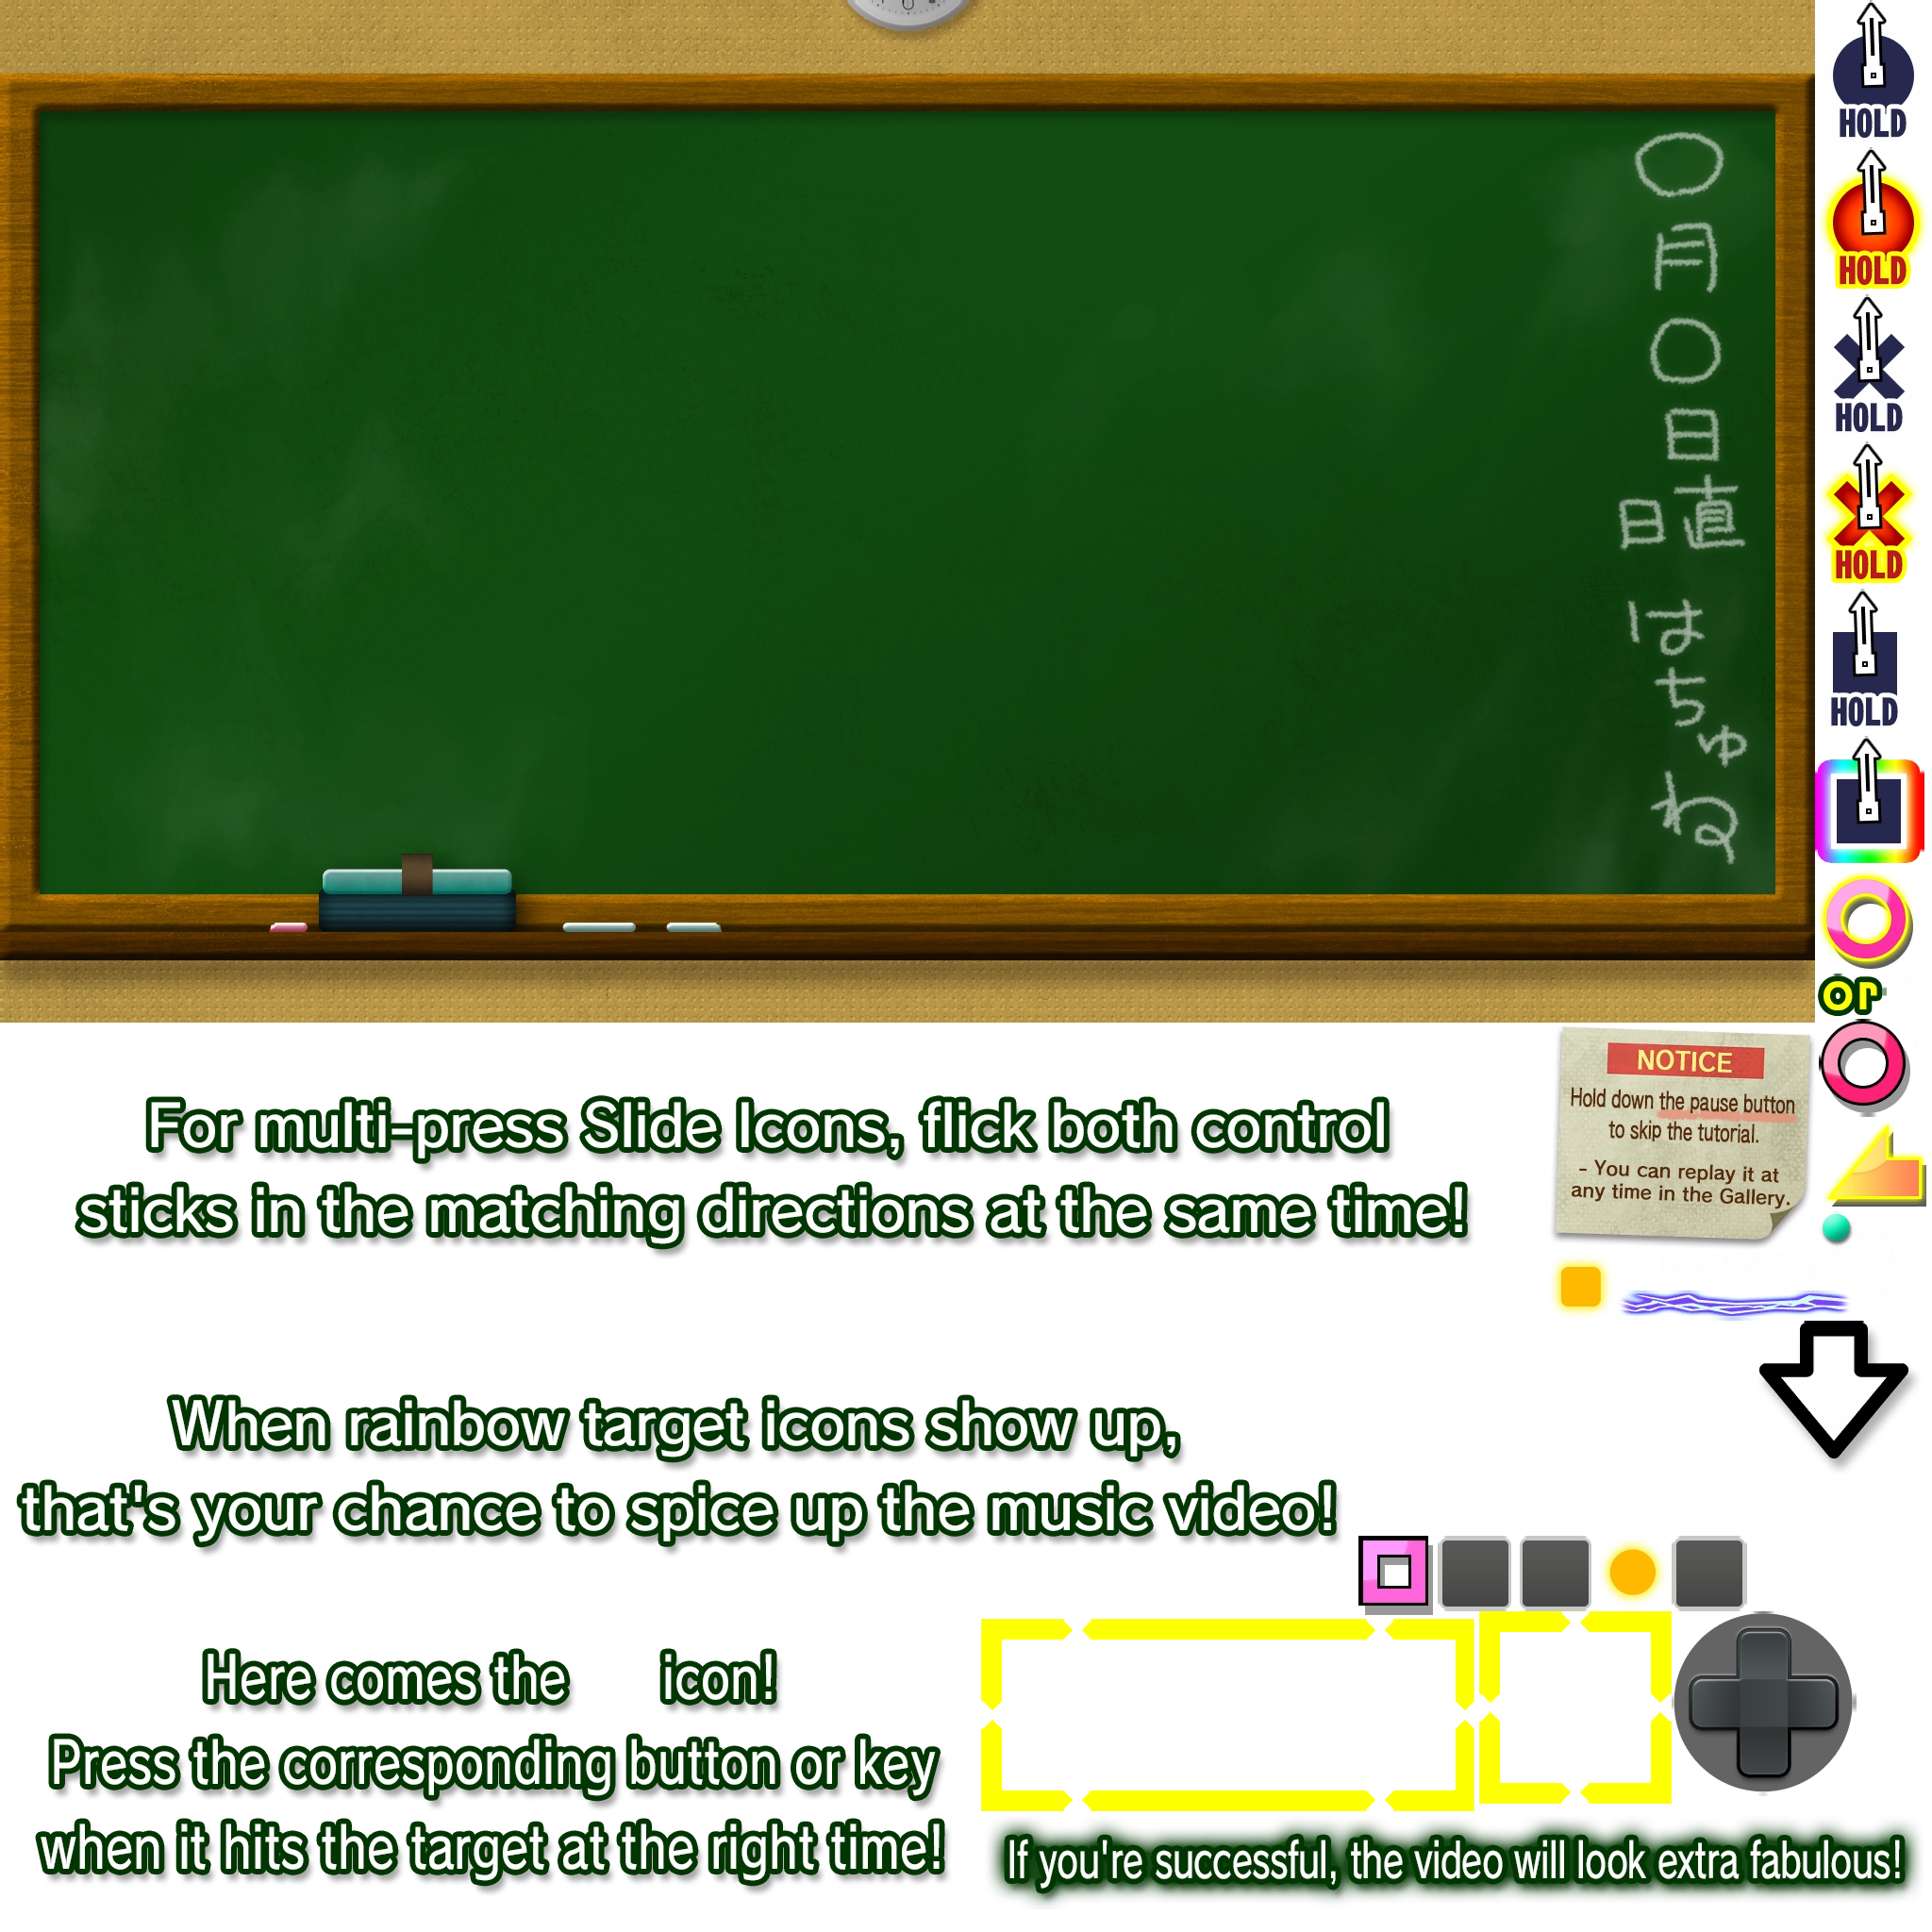 〇月〇日
日直
はちゅね
HOLD
HOLD
HOLD
HOLD
HOLD
or
NOTICE
Hold down the pause button
to skip the tutorial.
- You can replay it at
any time in the Gallery.
For multi-press Slide Icons, flick both control
sticks in the matching directions at the same time!
When rainbow target icons show up,
that's your chance to spice up the music video!
Here comes the icon!
Press the corresponding button or key
when it hits the target at the right time!
If you're successful, the video will look extra fabulous!